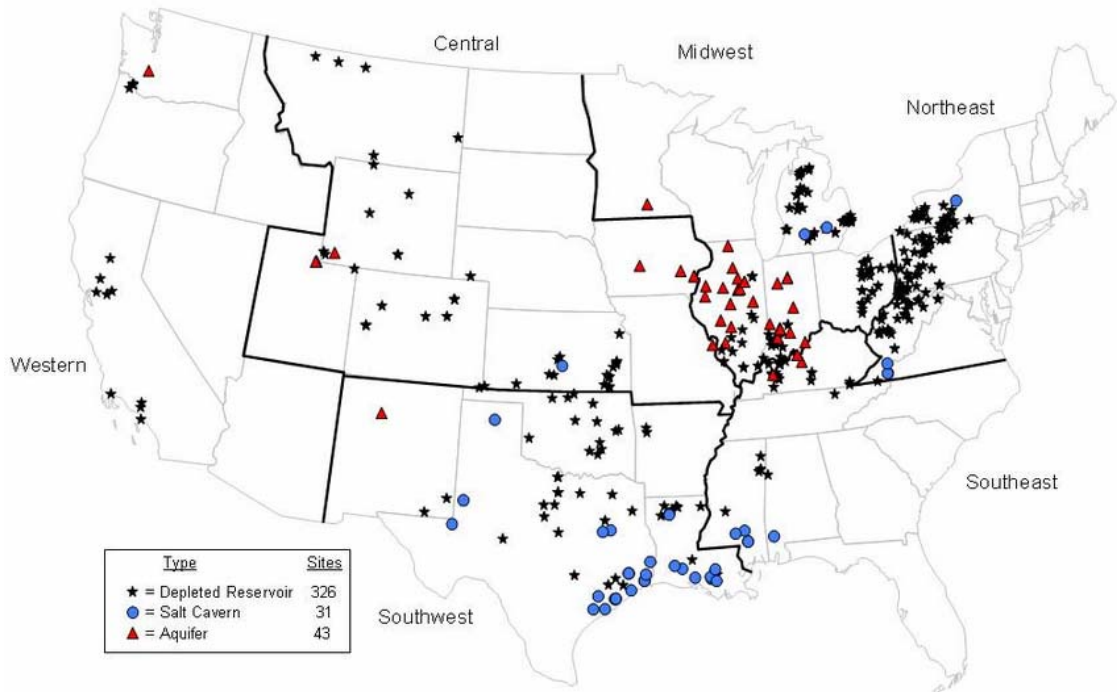 Central
Midwest
Northeast
Western
Southeast
Southwest
Type Sites
= Depleted Reservoir 326
= Salt Cavern 31
= Aquifer 43